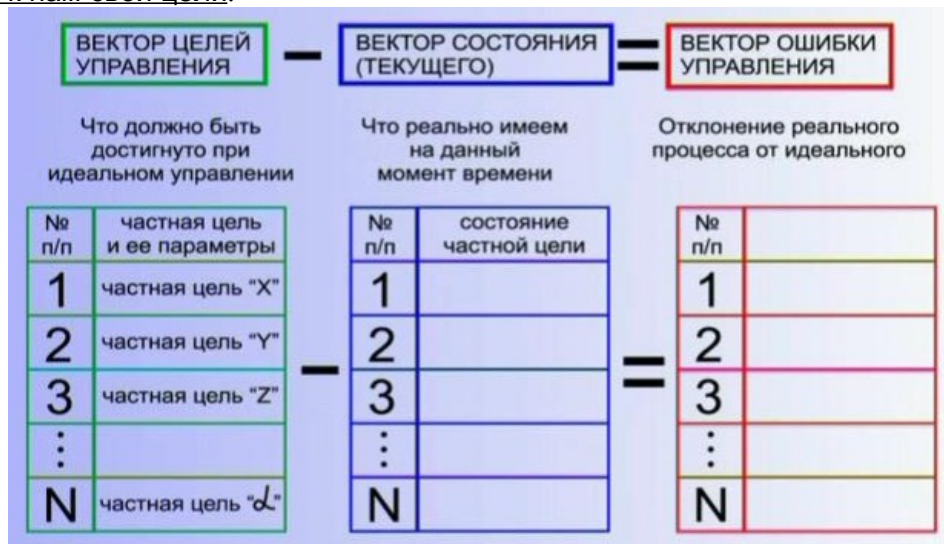 свои цели.
ВЕКТОР ЦЕЛЕЙ
УПРАВЛЕНИЯ
–
ВЕКТОР СОСТОЯНИЯ
(ТЕКУЩЕГО)
=
ВЕКТОР ОШИБКИ
УПРАВЛЕНИЯ
Что должно быть
достигнуто при
идеальном управлении
Что реально имеем
на данный
момент времени
Отклонение реального
процесса от идеального
№
п/п
частная цель
и ее параметры
1
частная цель "X"
2
частная цель "Y"
3
частная цель "Z"
⋮
N
частная цель "α"
–
№
п/п
состояние
частной цели
1
2
3
⋮
N
=
№
п/п
1
2
3
⋮
N